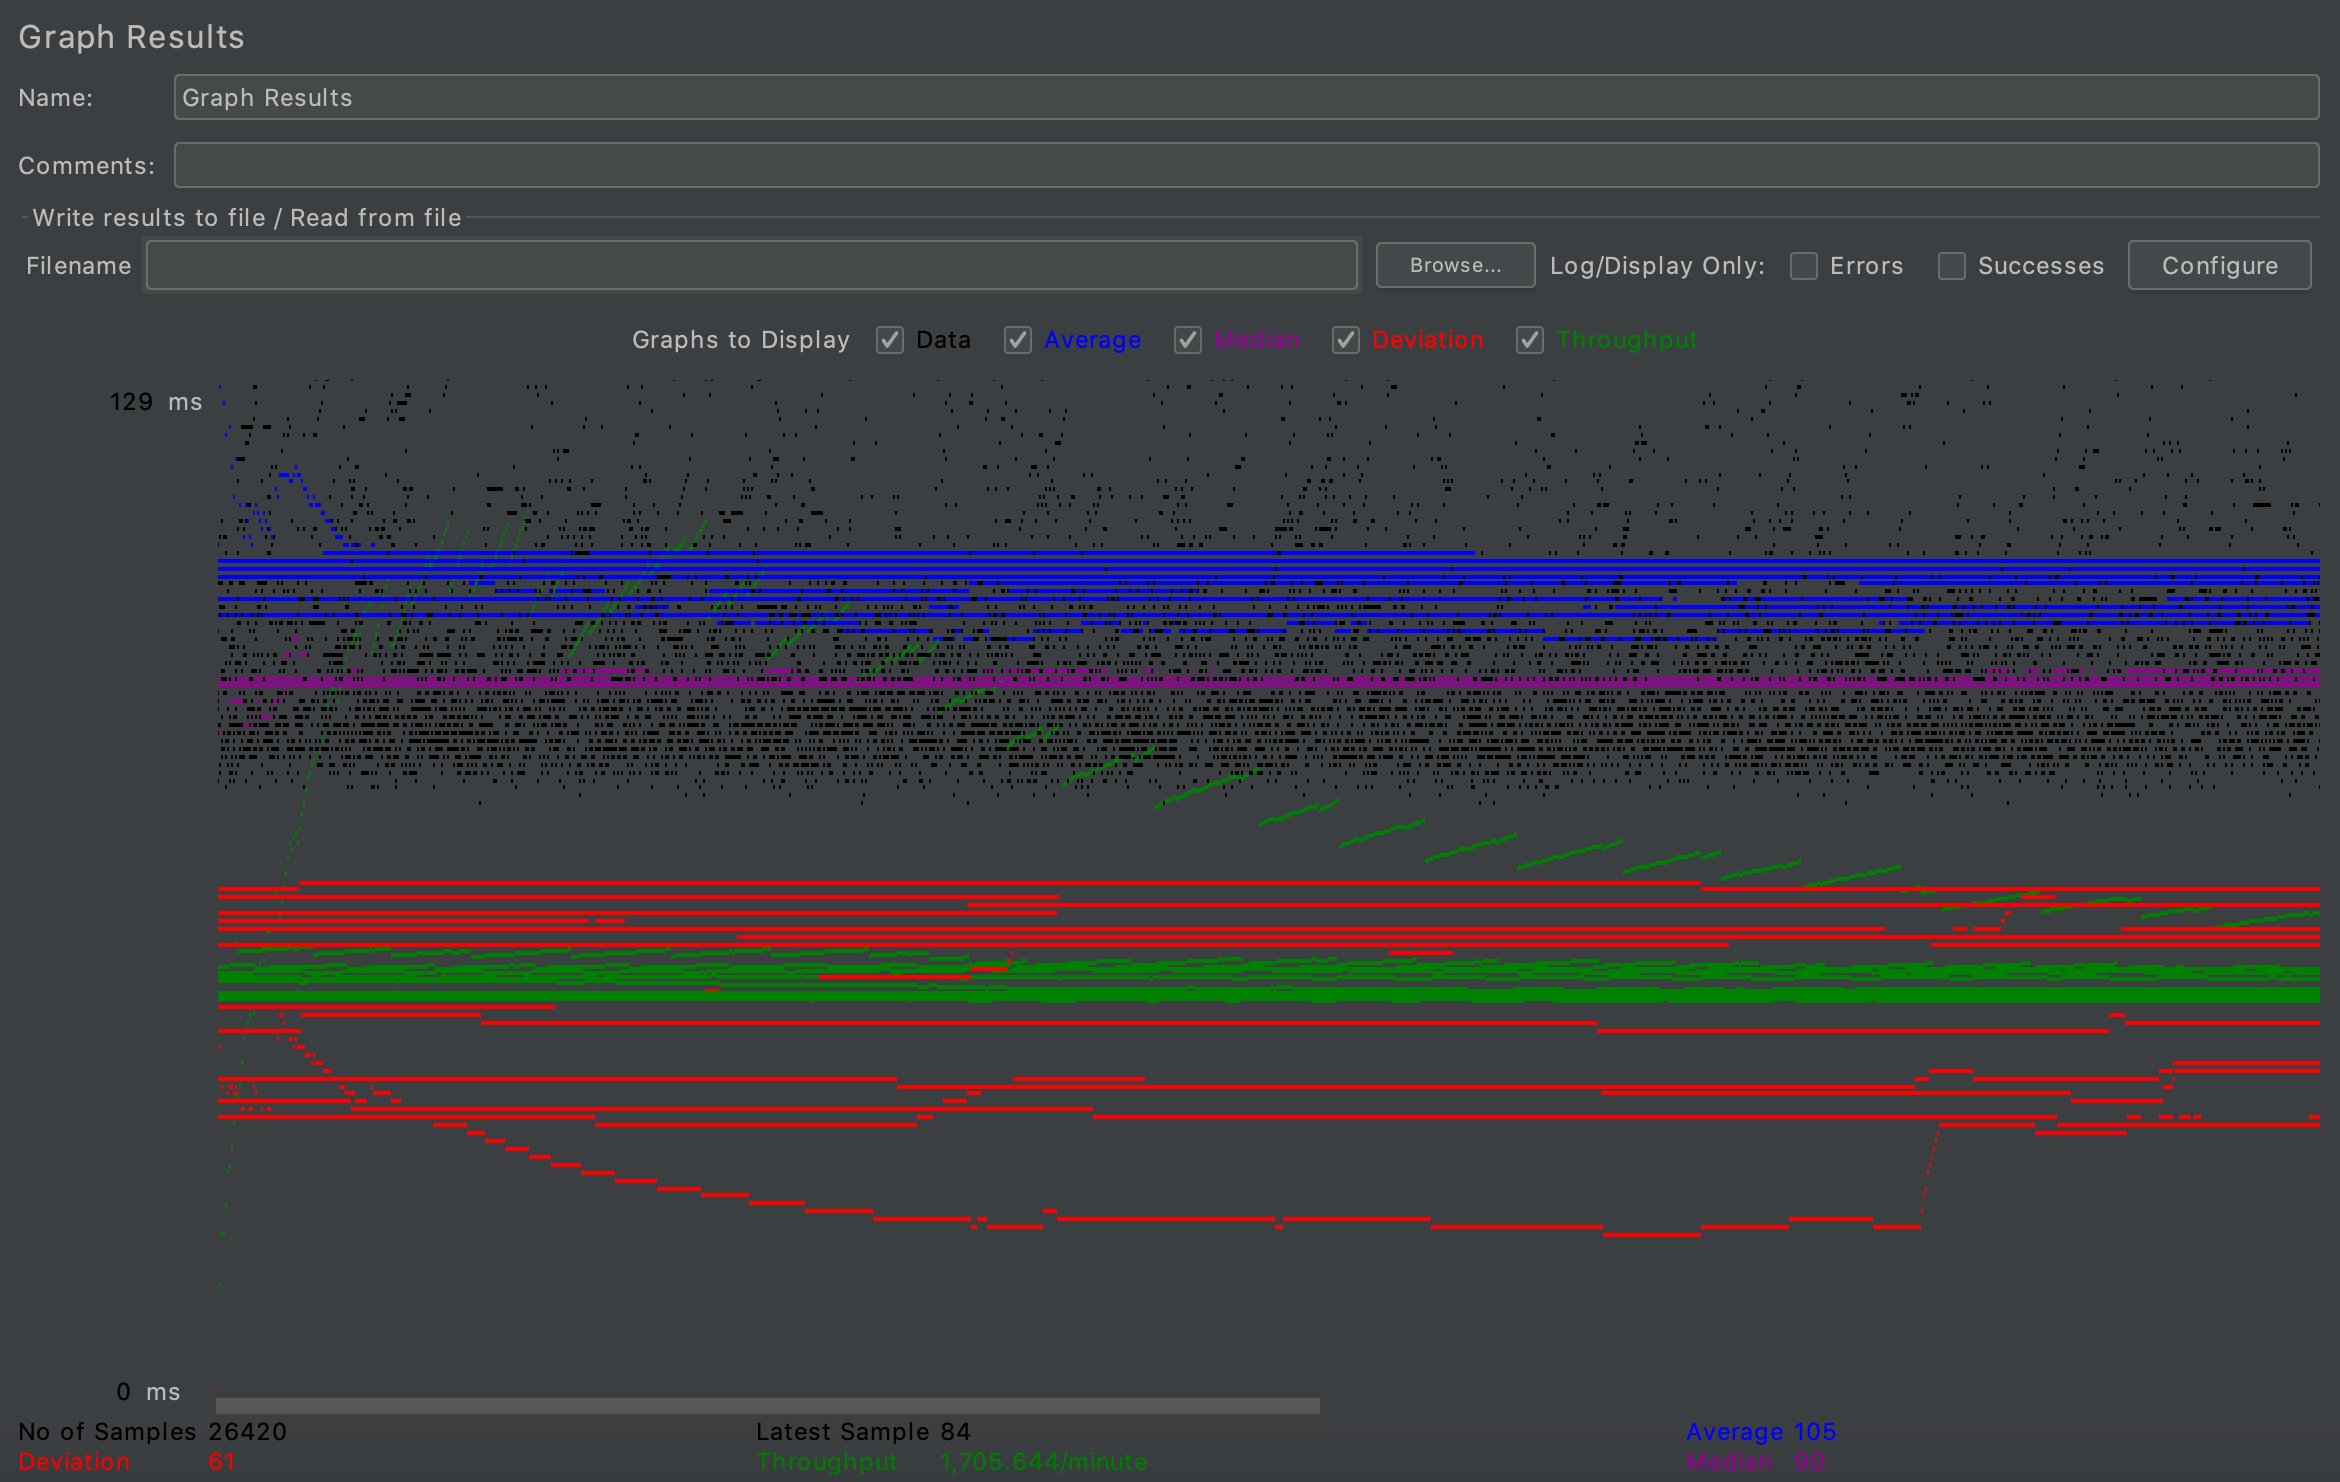 Graph Results
Name: Graph Results
Comments:
Write results to file / Read from file
Filename Browse... Log/Display Only: Errors Successes Configure
Graphs to Display Data Average Median Deviation Throughput
129 ms
0 ms
No of Samples 26420 Latest Sample 84 Average 105
Deviation 61 Throughput 1,705.644/minute Median 90